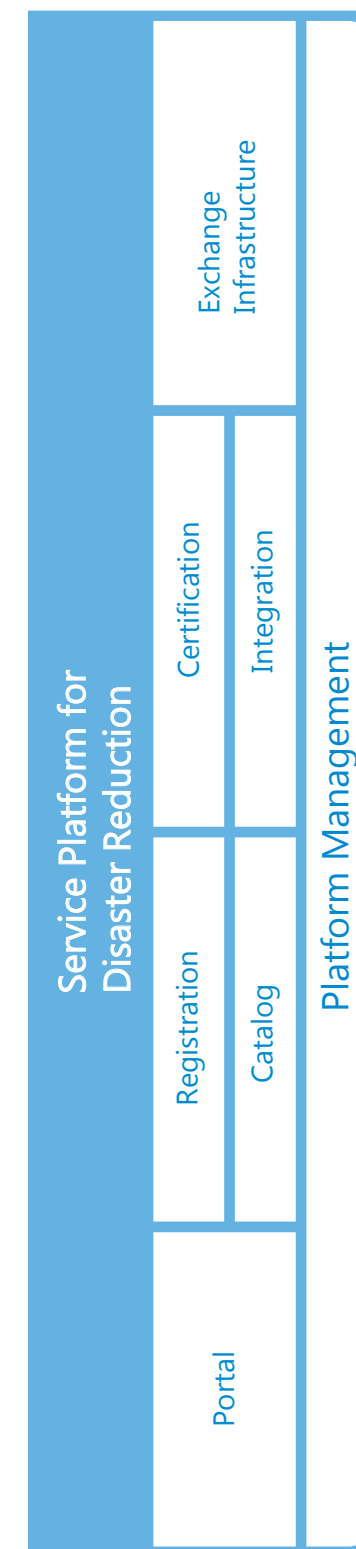 Service Platform for
Disaster Reduction
Portal
Registration
Certification
Exchange
Infrastructure
Catalog
Integration
Platform Management